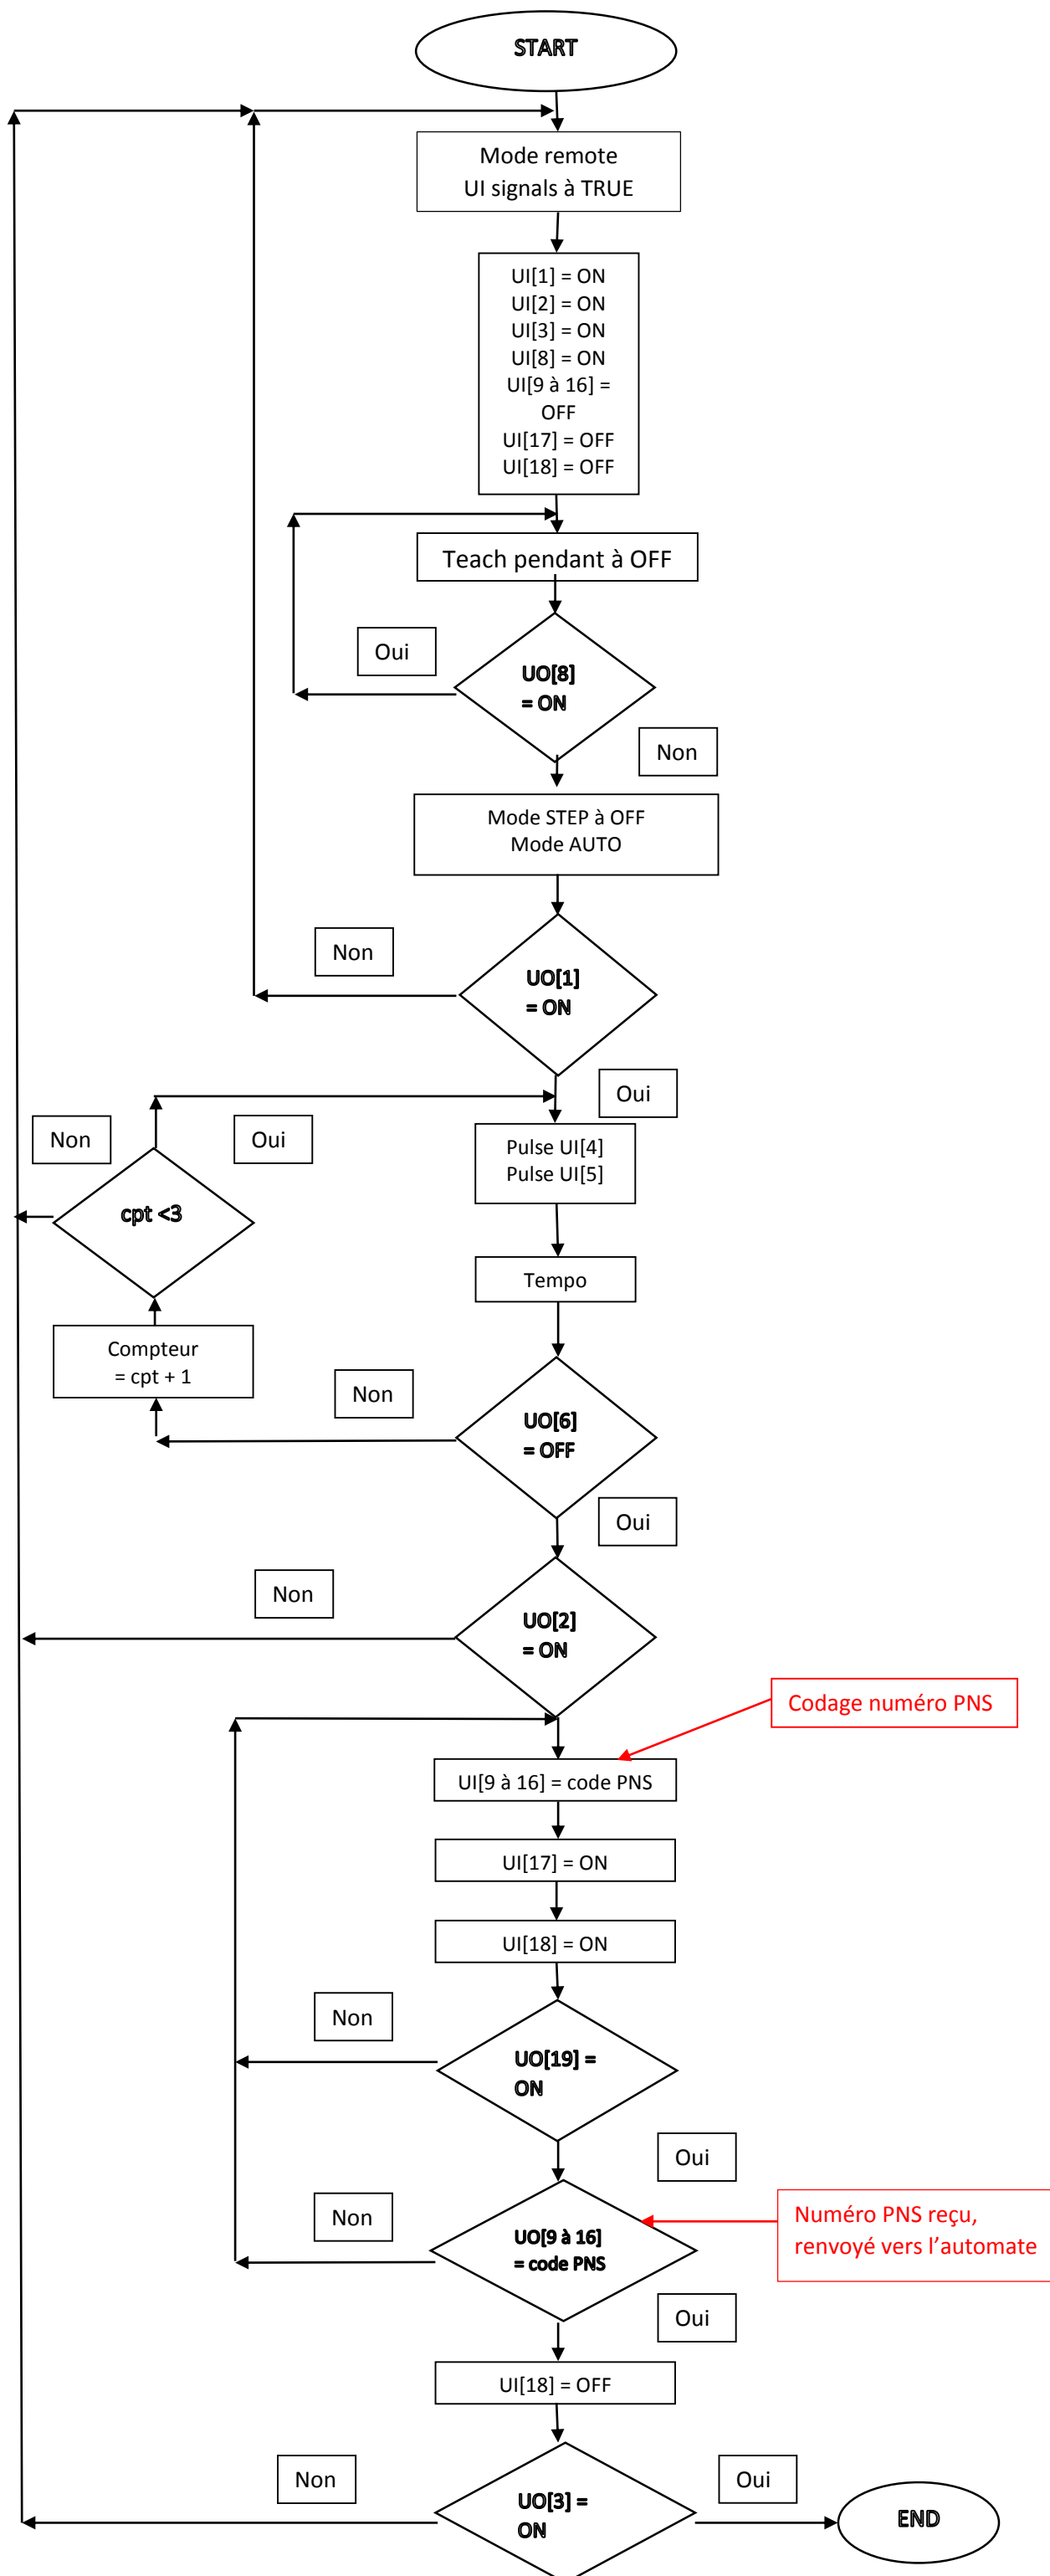 START
Mode remote
UI signals à TRUE
UI[1] = ON
UI[2] = ON
UI[3] = ON
UI[8] = ON
UI[9 à 16] =
OFF
UI[17] = OFF
UI[18] = OFF
Teach pendant à OFF
Oui
UO[8]
= ON
Non
Mode STEP à OFF
Mode AUTO
Non
UO[1]
= ON
Oui
Non
Oui
Pulse UI[4]
Pulse UI[5]
cpt <3
Tempo
Compteur
= cpt + 1
Non
UO[6]
= OFF
Oui
Non
UO[2]
= ON
Codage numéro PNS
UI[9 à 16] = code PNS
UI[17] = ON
UI[18] = ON
Non
UO[19] =
ON
Oui
Non
UO[9 à 16]
= code PNS
Numéro PNS reçu,
renvoyé vers l’automate
Oui
UI[18] = OFF
Non
UO[3] =
ON
Oui
END